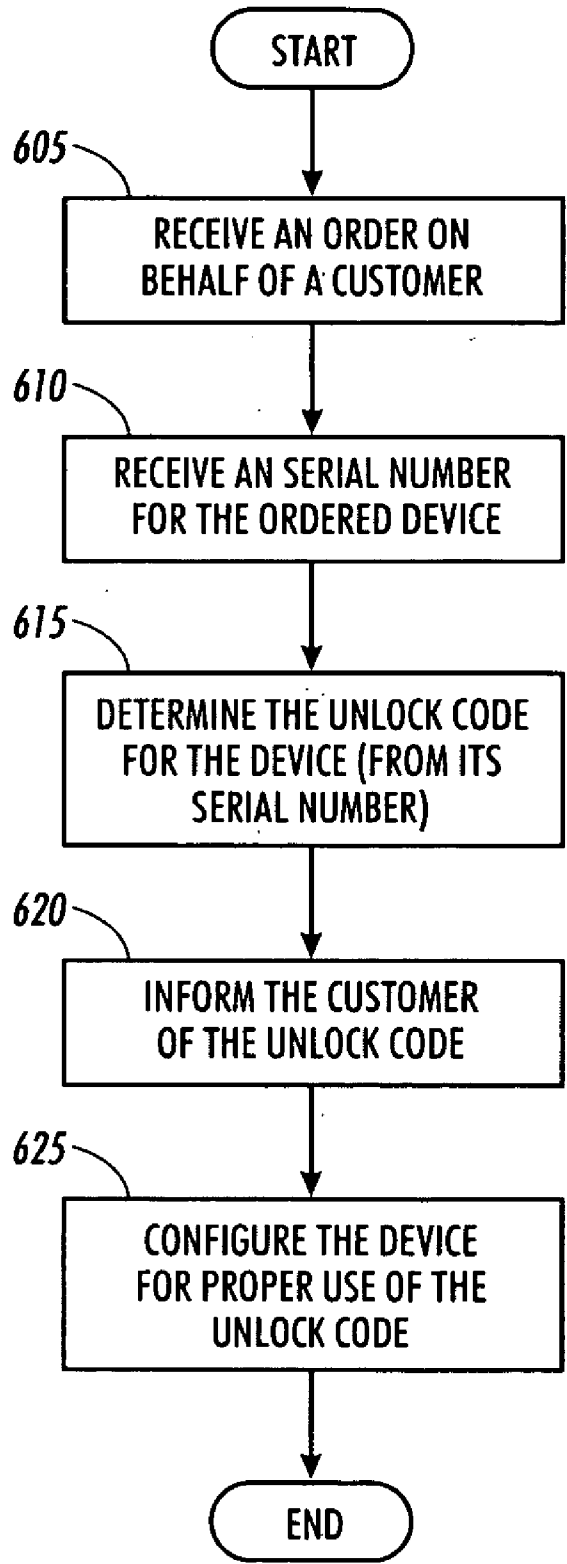 START
605
RECEIVE AN ORDER ON
BEHALF OF A CUSTOMER
610
RECEIVE AN SERIAL NUMBER
FOR THE ORDERED DEVICE
615
DETERMINE THE UNLOCK CODE
FOR THE DEVICE (FROM ITS
SERIAL NUMBER)
620
INFORM THE CUSTOMER
OF THE UNLOCK CODE
625
CONFIGURE THE DEVICE
FOR PROPER USE OF THE
UNLOCK CODE
END